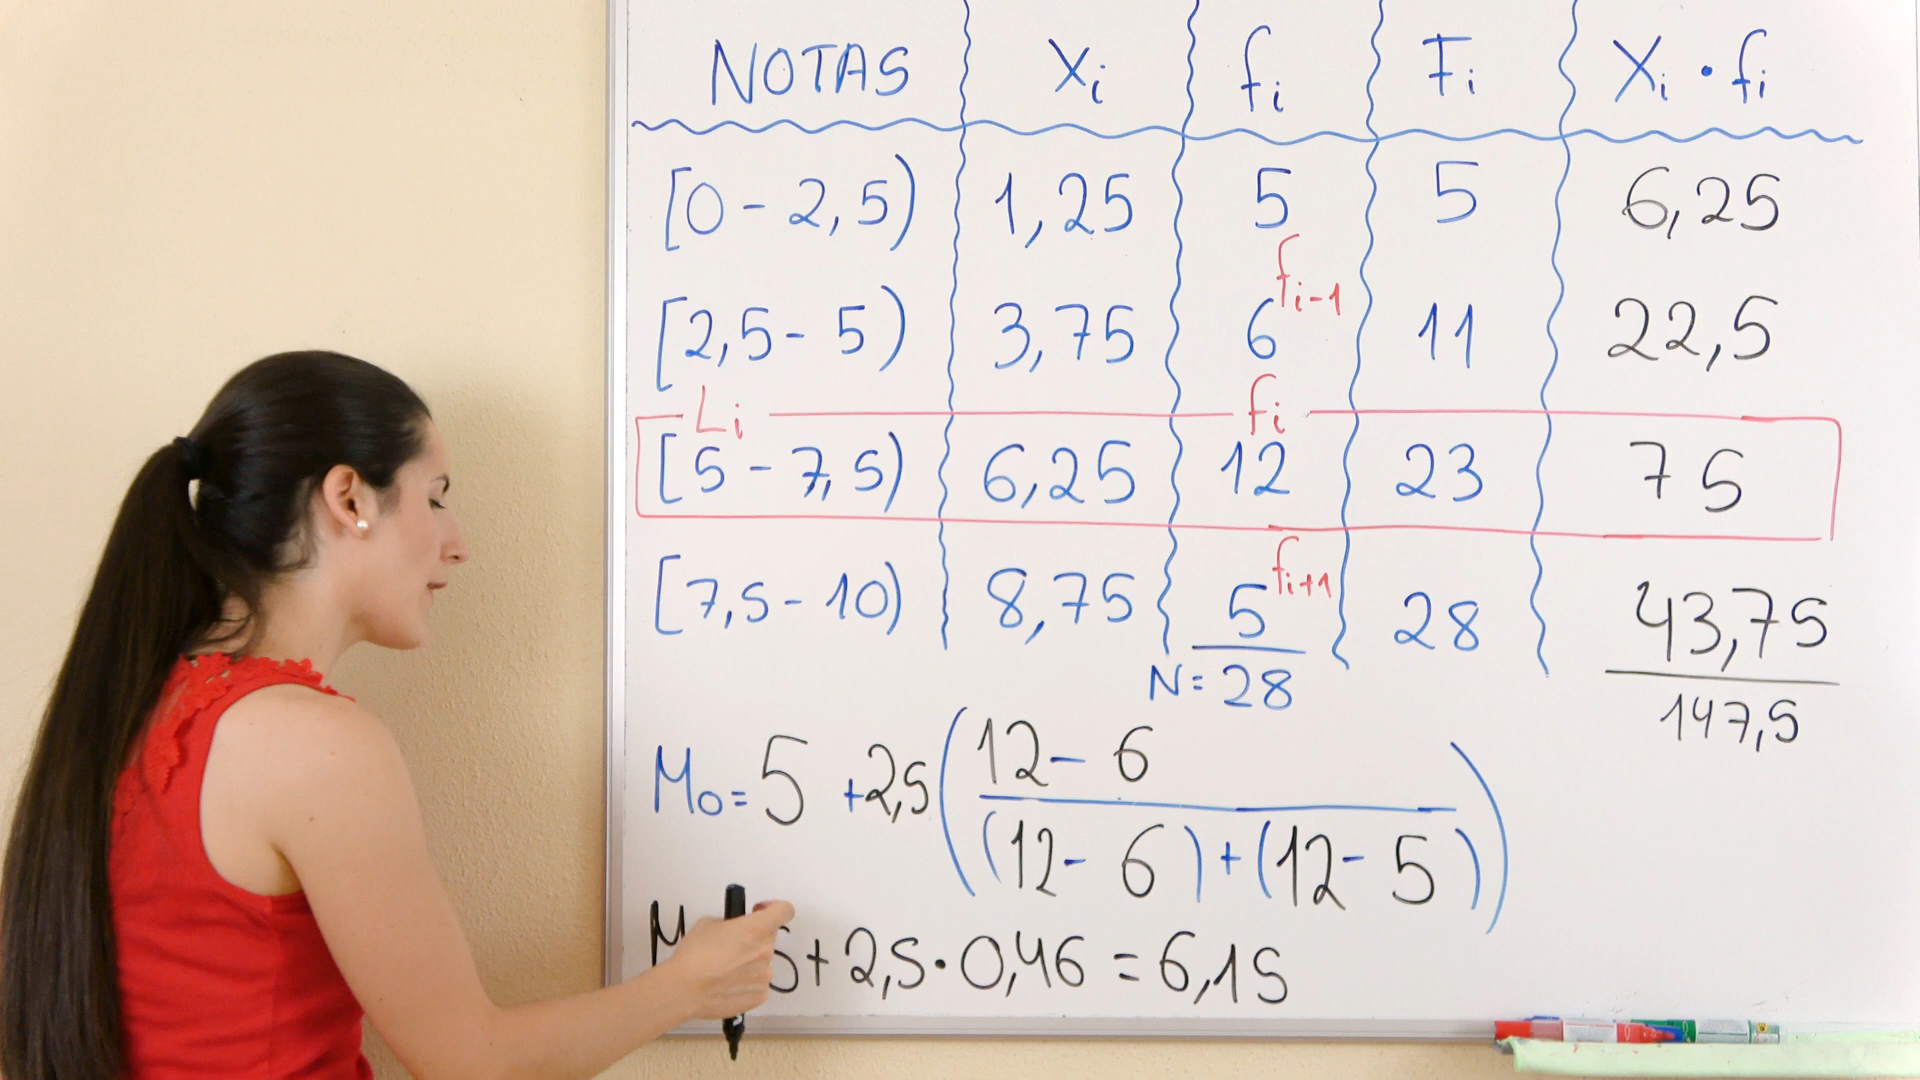 NOTAS Xi fi Fi Xi · fi
[0 - 2,5) 1,25 5 5 6,25
fi-1
[2,5 - 5) 3,75 6 11 22,5
Li fi
[5 - 7,5) 6,25 12 23 75
fi+1
[7,5 - 10) 8,75 5 28 43,75
N = 28 147,5
Mo = 5 + 2,5 ( 12 - 6
(12 - 6) + (12 - 5) )
M 5 + 2,5 · 0,46 = 6,15